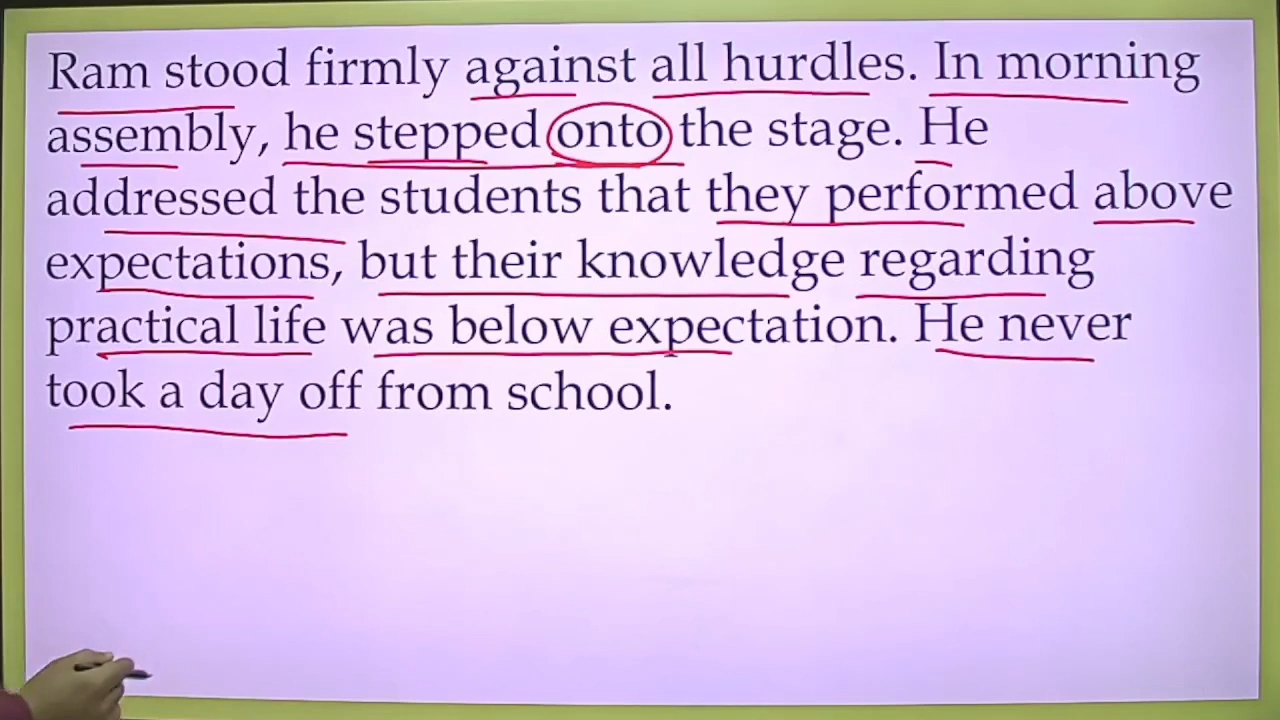 Ram stood firmly against all hurdles. In morning
assembly, he stepped onto the stage. He
addressed the students that they performed above
expectations, but their knowledge regarding
practical life was below expectation. He never
took a day off from school.